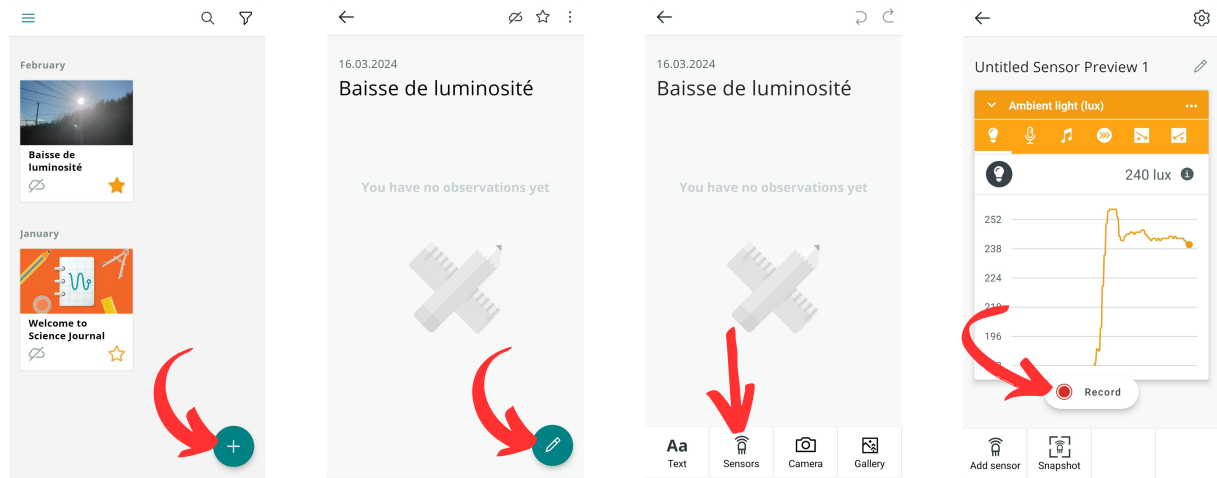 February
Baisse de
luminosité
January
Welcome to
Science Journal
16.03.2024
Baisse de luminosité
You have no observations yet
16.03.2024
Baisse de luminosité
You have no observations yet
Aa
Text
Sensors
Camera
Gallery
Untitled Sensor Preview 1
Ambient light (lux)
240 lux
252
238
224
210
196
Record
Add sensor
Snapshot